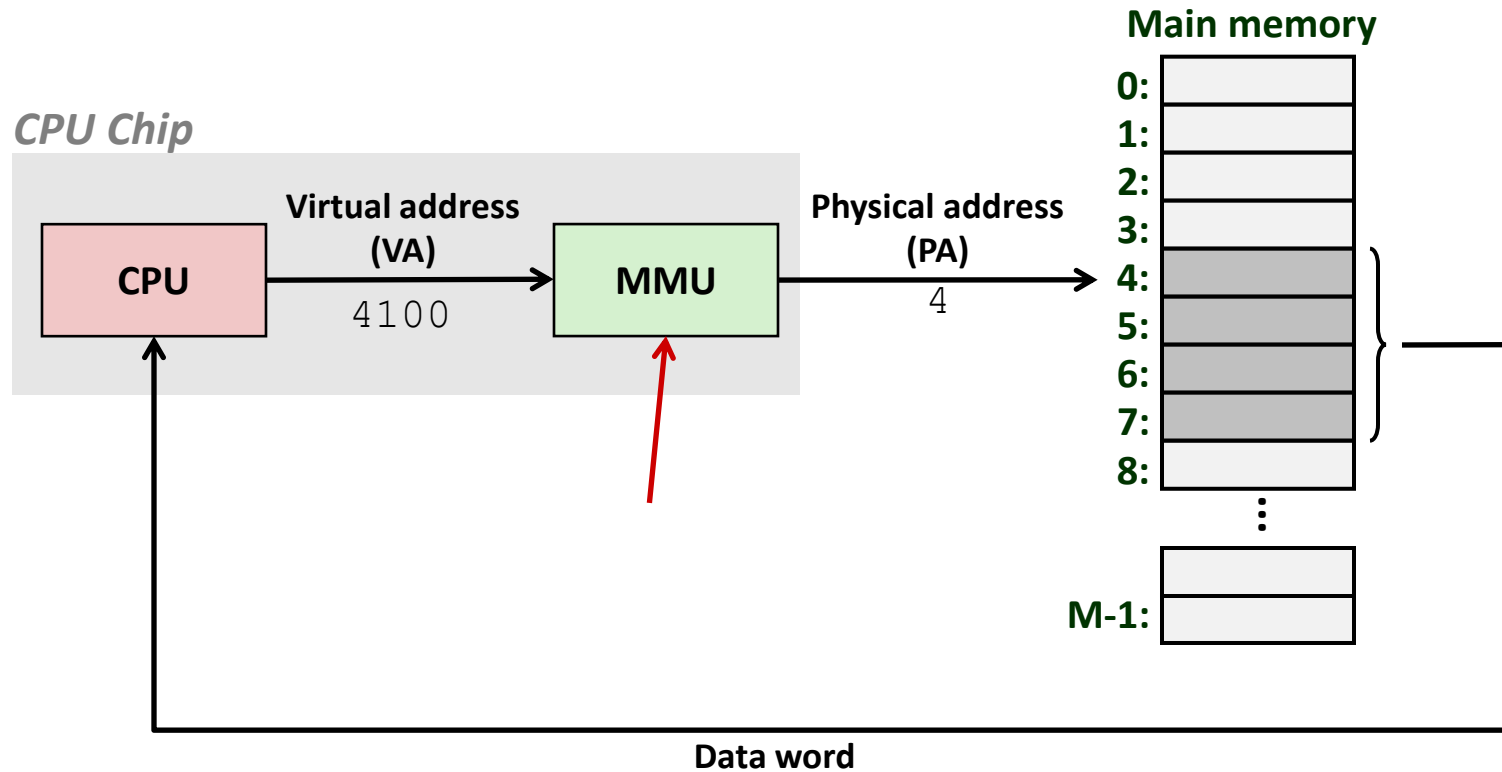 Main memory
CPU Chip
Virtual address
(VA)
4100
CPU
MMU
Physical address
(PA)
4
0:
1:
2:
3:
4:
5:
6:
7:
8:
M-1:
Data word